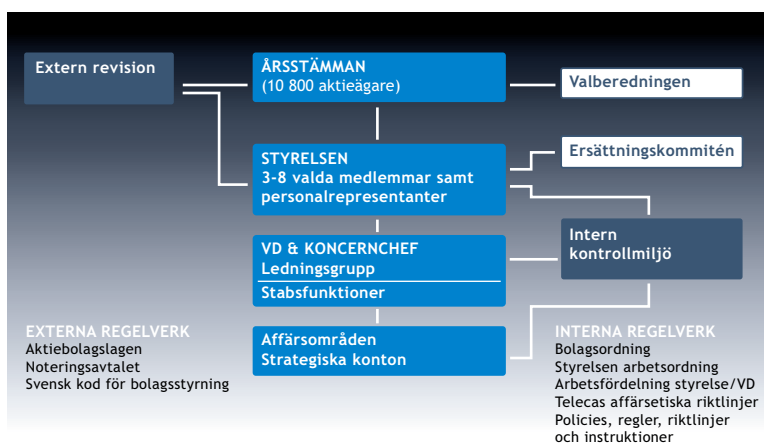 Extern revision
ÅRSSTÄMMAN
(10 800 aktieägare)
Valberedningen
Ersättningskommitén
STYRELSEN
3-8 valda medlemmar samt
personalrepresentanter
VD & KONCERNCHEF
Ledningsgrupp
Stabsfunktioner
Intern
kontrollmiljö
Affärsområden
Strategiska konton
EXTERNA REGELVERK
Aktiebolagslagen
Noteringsavtalet
Svensk kod för bolagsstyrning
INTERNA REGELVERK
Bolagsordning
Styrelsen arbetsordning
Arbetsfördelning styrelse/VD
Telecas affärsetiska riktlinjer
Policies, regler, riktlinjer
och instruktioner